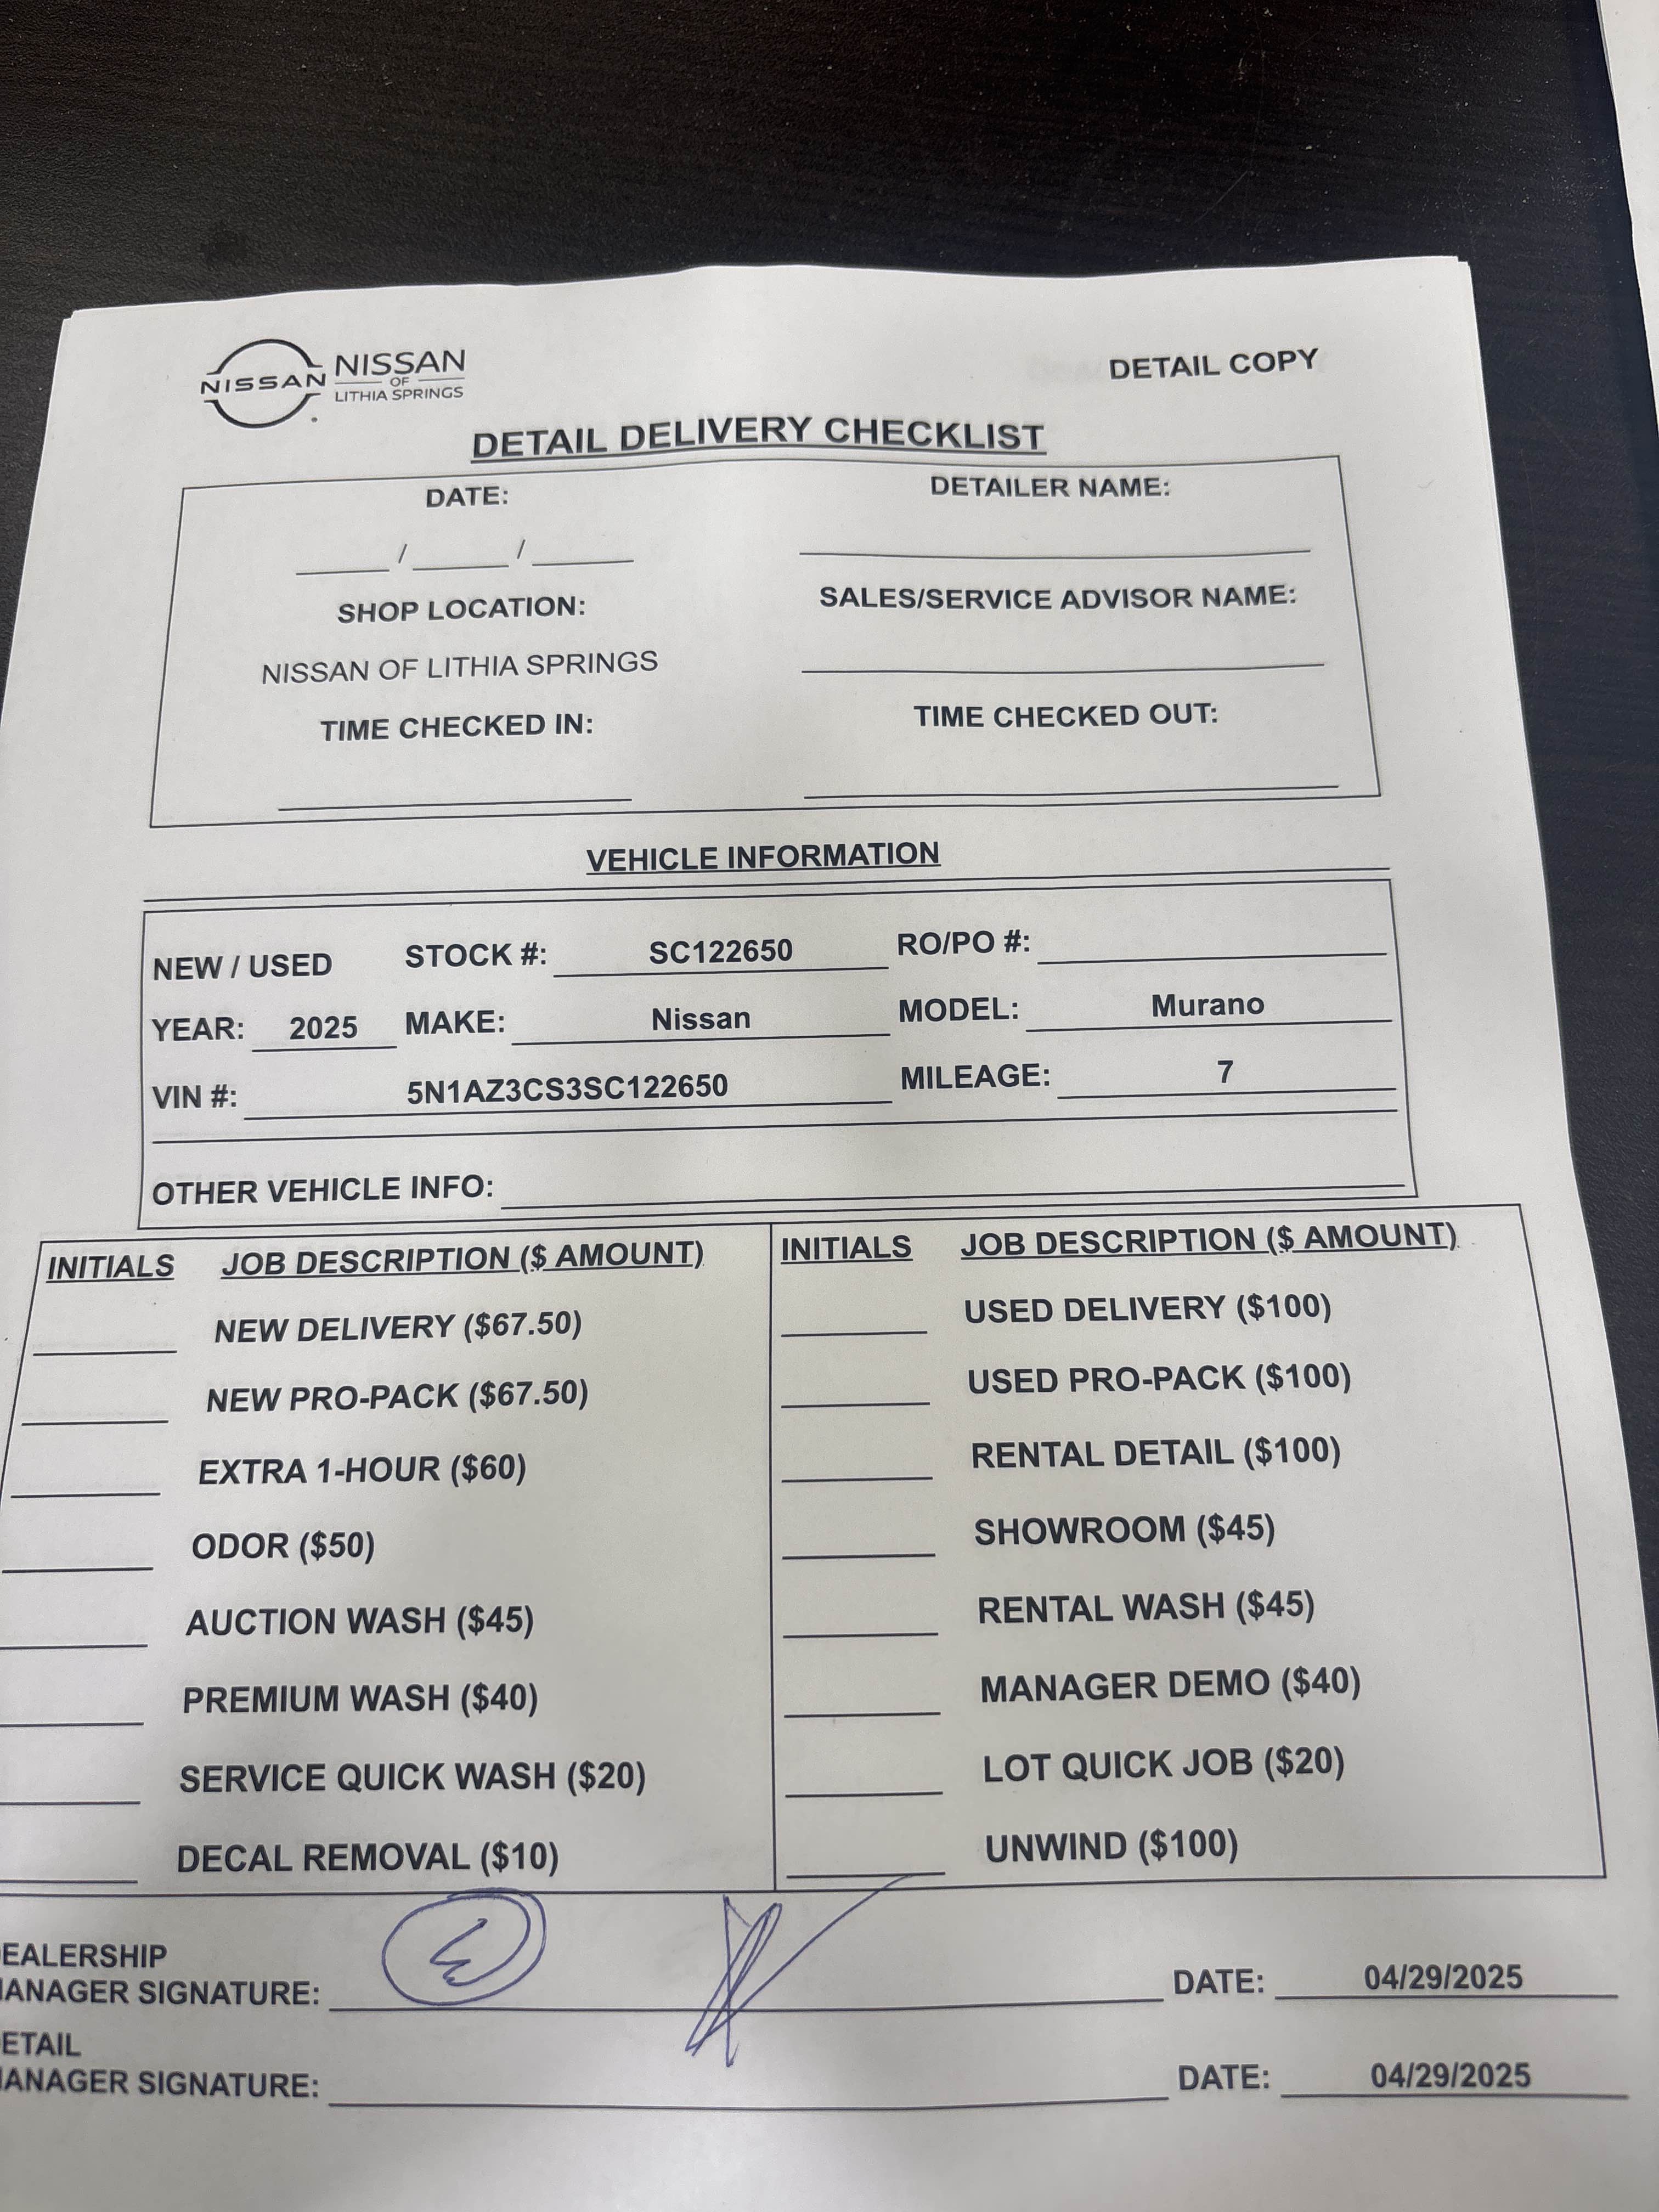 NISSAN
NISSAN
OF
LITHIA SPRINGS
DETAIL COPY
DETAIL DELIVERY CHECKLIST
DATE:
DETAILER NAME:
____/____/____
SHOP LOCATION:
SALES/SERVICE ADVISOR NAME:
NISSAN OF LITHIA SPRINGS
TIME CHECKED IN:
TIME CHECKED OUT:
VEHICLE INFORMATION
NEW / USED STOCK #: SC122650 RO/PO #:
YEAR: 2025 MAKE: Nissan MODEL: Murano
VIN #: 5N1AZ3CS3SC122650 MILEAGE: 7
OTHER VEHICLE INFO:
INITIALS JOB DESCRIPTION ($ AMOUNT)
NEW DELIVERY ($67.50)
NEW PRO-PACK ($67.50)
EXTRA 1-HOUR ($60)
ODOR ($50)
AUCTION WASH ($45)
PREMIUM WASH ($40)
SERVICE QUICK WASH ($20)
DECAL REMOVAL ($10)
INITIALS JOB DESCRIPTION ($ AMOUNT)
USED DELIVERY ($100)
USED PRO-PACK ($100)
RENTAL DETAIL ($100)
SHOWROOM ($45)
RENTAL WASH ($45)
MANAGER DEMO ($40)
LOT QUICK JOB ($20)
UNWIND ($100)
EALERSHIP
ANAGER SIGNATURE: DATE: 04/29/2025
ETAIL
ANAGER SIGNATURE: DATE: 04/29/2025